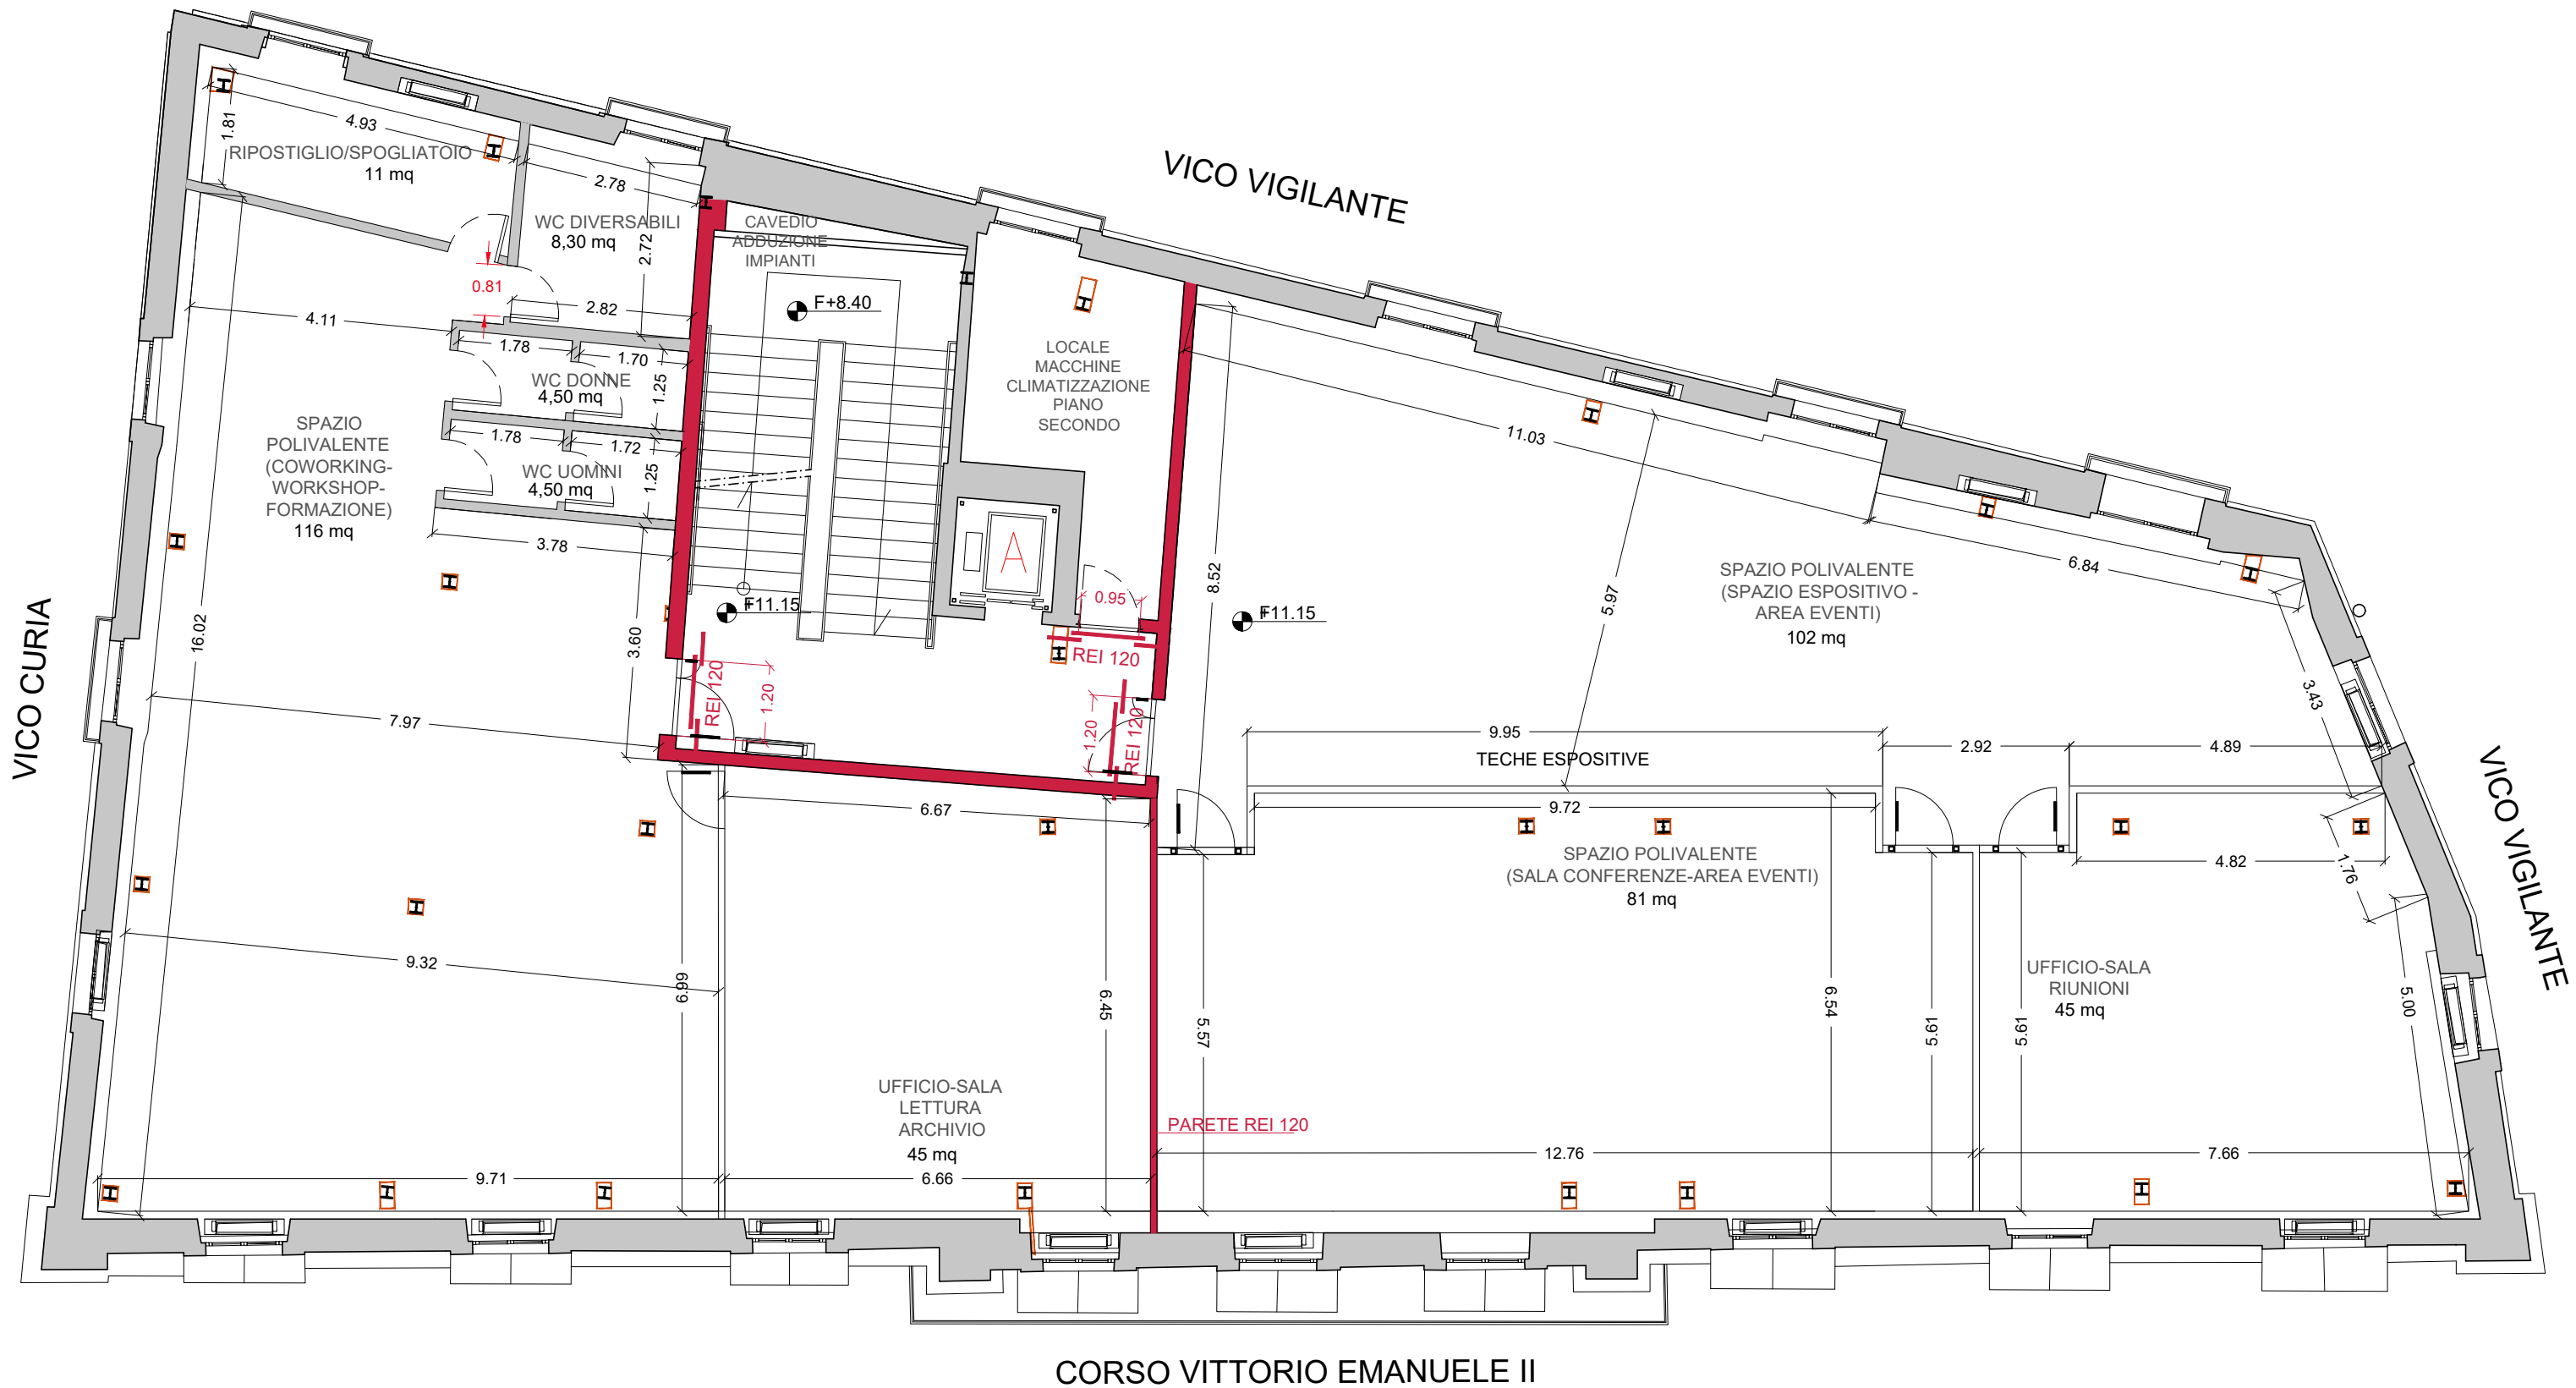 VICO VIGILANTE
4.93
1.81
RIPOSTIGLIO/SPOGLIATOIO
11 mq
2.78
WC DIVERSABILI
8,30 mq
2.72
CAVEDIO
ADDUZIONE
IMPIANTI
0.81
2.82
4.11
F+8.40
1.78
1.70
WC DONNE
4,50 mq
1.25
LOCALE
MACCHINE
CLIMATIZZAZIONE
PIANO
SECONDO
SPAZIO
POLIVALENTE
(COWORKING-
WORKSHOP-
FORMAZIONE)
116 mq
1.78
1.72
WC UOMINI
4,50 mq
1.25
3.78
11.03
A
6.84
8.52
5.97
SPAZIO POLIVALENTE
(SPAZIO ESPOSITIVO -
AREA EVENTI)
102 mq
F11.15
0.95
F11.15
VICO CURIA
16.02
3.60
REI 120
REI 120
1.20
1.20
REI 120
3.43
7.97
9.95
2.92
4.89
TECHE ESPOSITIVE
VICO VIGILANTE
6.67
9.72
SPAZIO POLIVALENTE
(SALA CONFERENZE-AREA EVENTI)
81 mq
4.82
1.76
9.32
6.69
6.45
5.57
6.54
5.61
5.61
UFFICIO-SALA
RIUNIONI
45 mq
5.00
UFFICIO-SALA
LETTURA
ARCHIVIO
45 mq
PARETE REI 120
12.76
7.66
9.71
6.66
CORSO VITTORIO EMANUELE II